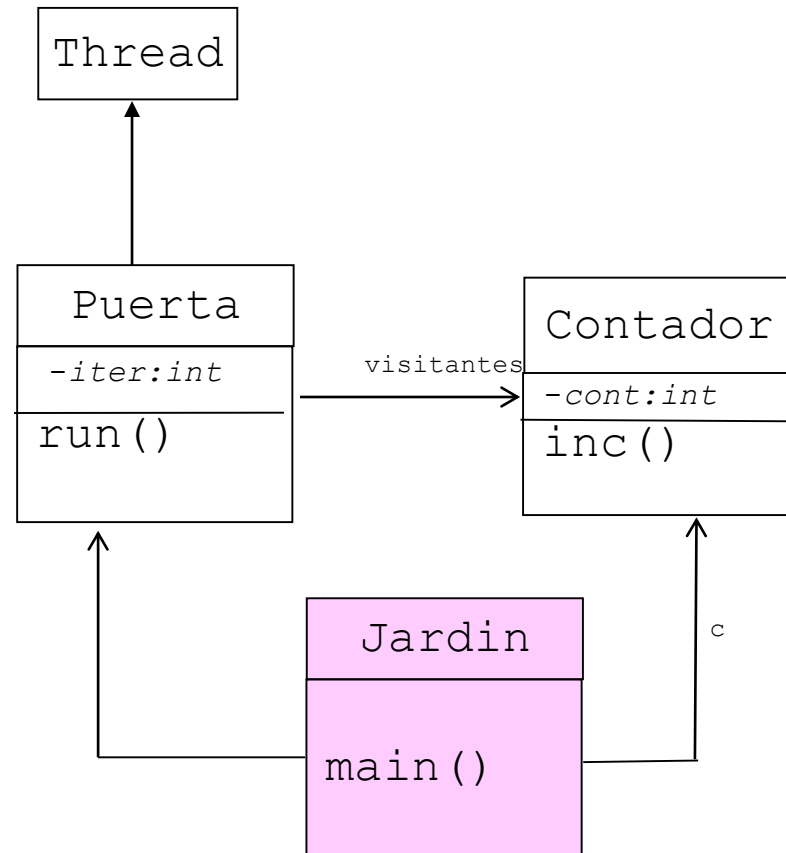 Thread
Puerta
-iter:int
run()
visitantes
Contador
-cont:int
inc()
Jardin
main()
c